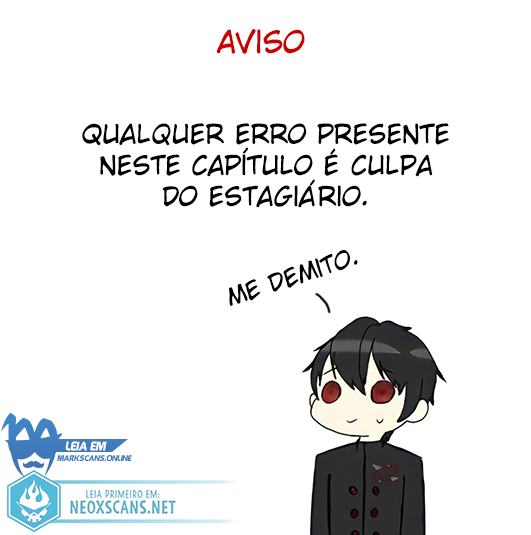 AVISO
QUALQUER ERRO PRESENTE
NESTE CAPÍTULO É CULPA
DO ESTAGIÁRIO.
ME DEMITO.
LEIA EM
MARKSCANS.ONLINE
LEIA PRIMEIRO EM:
NEOXSCANS.NET